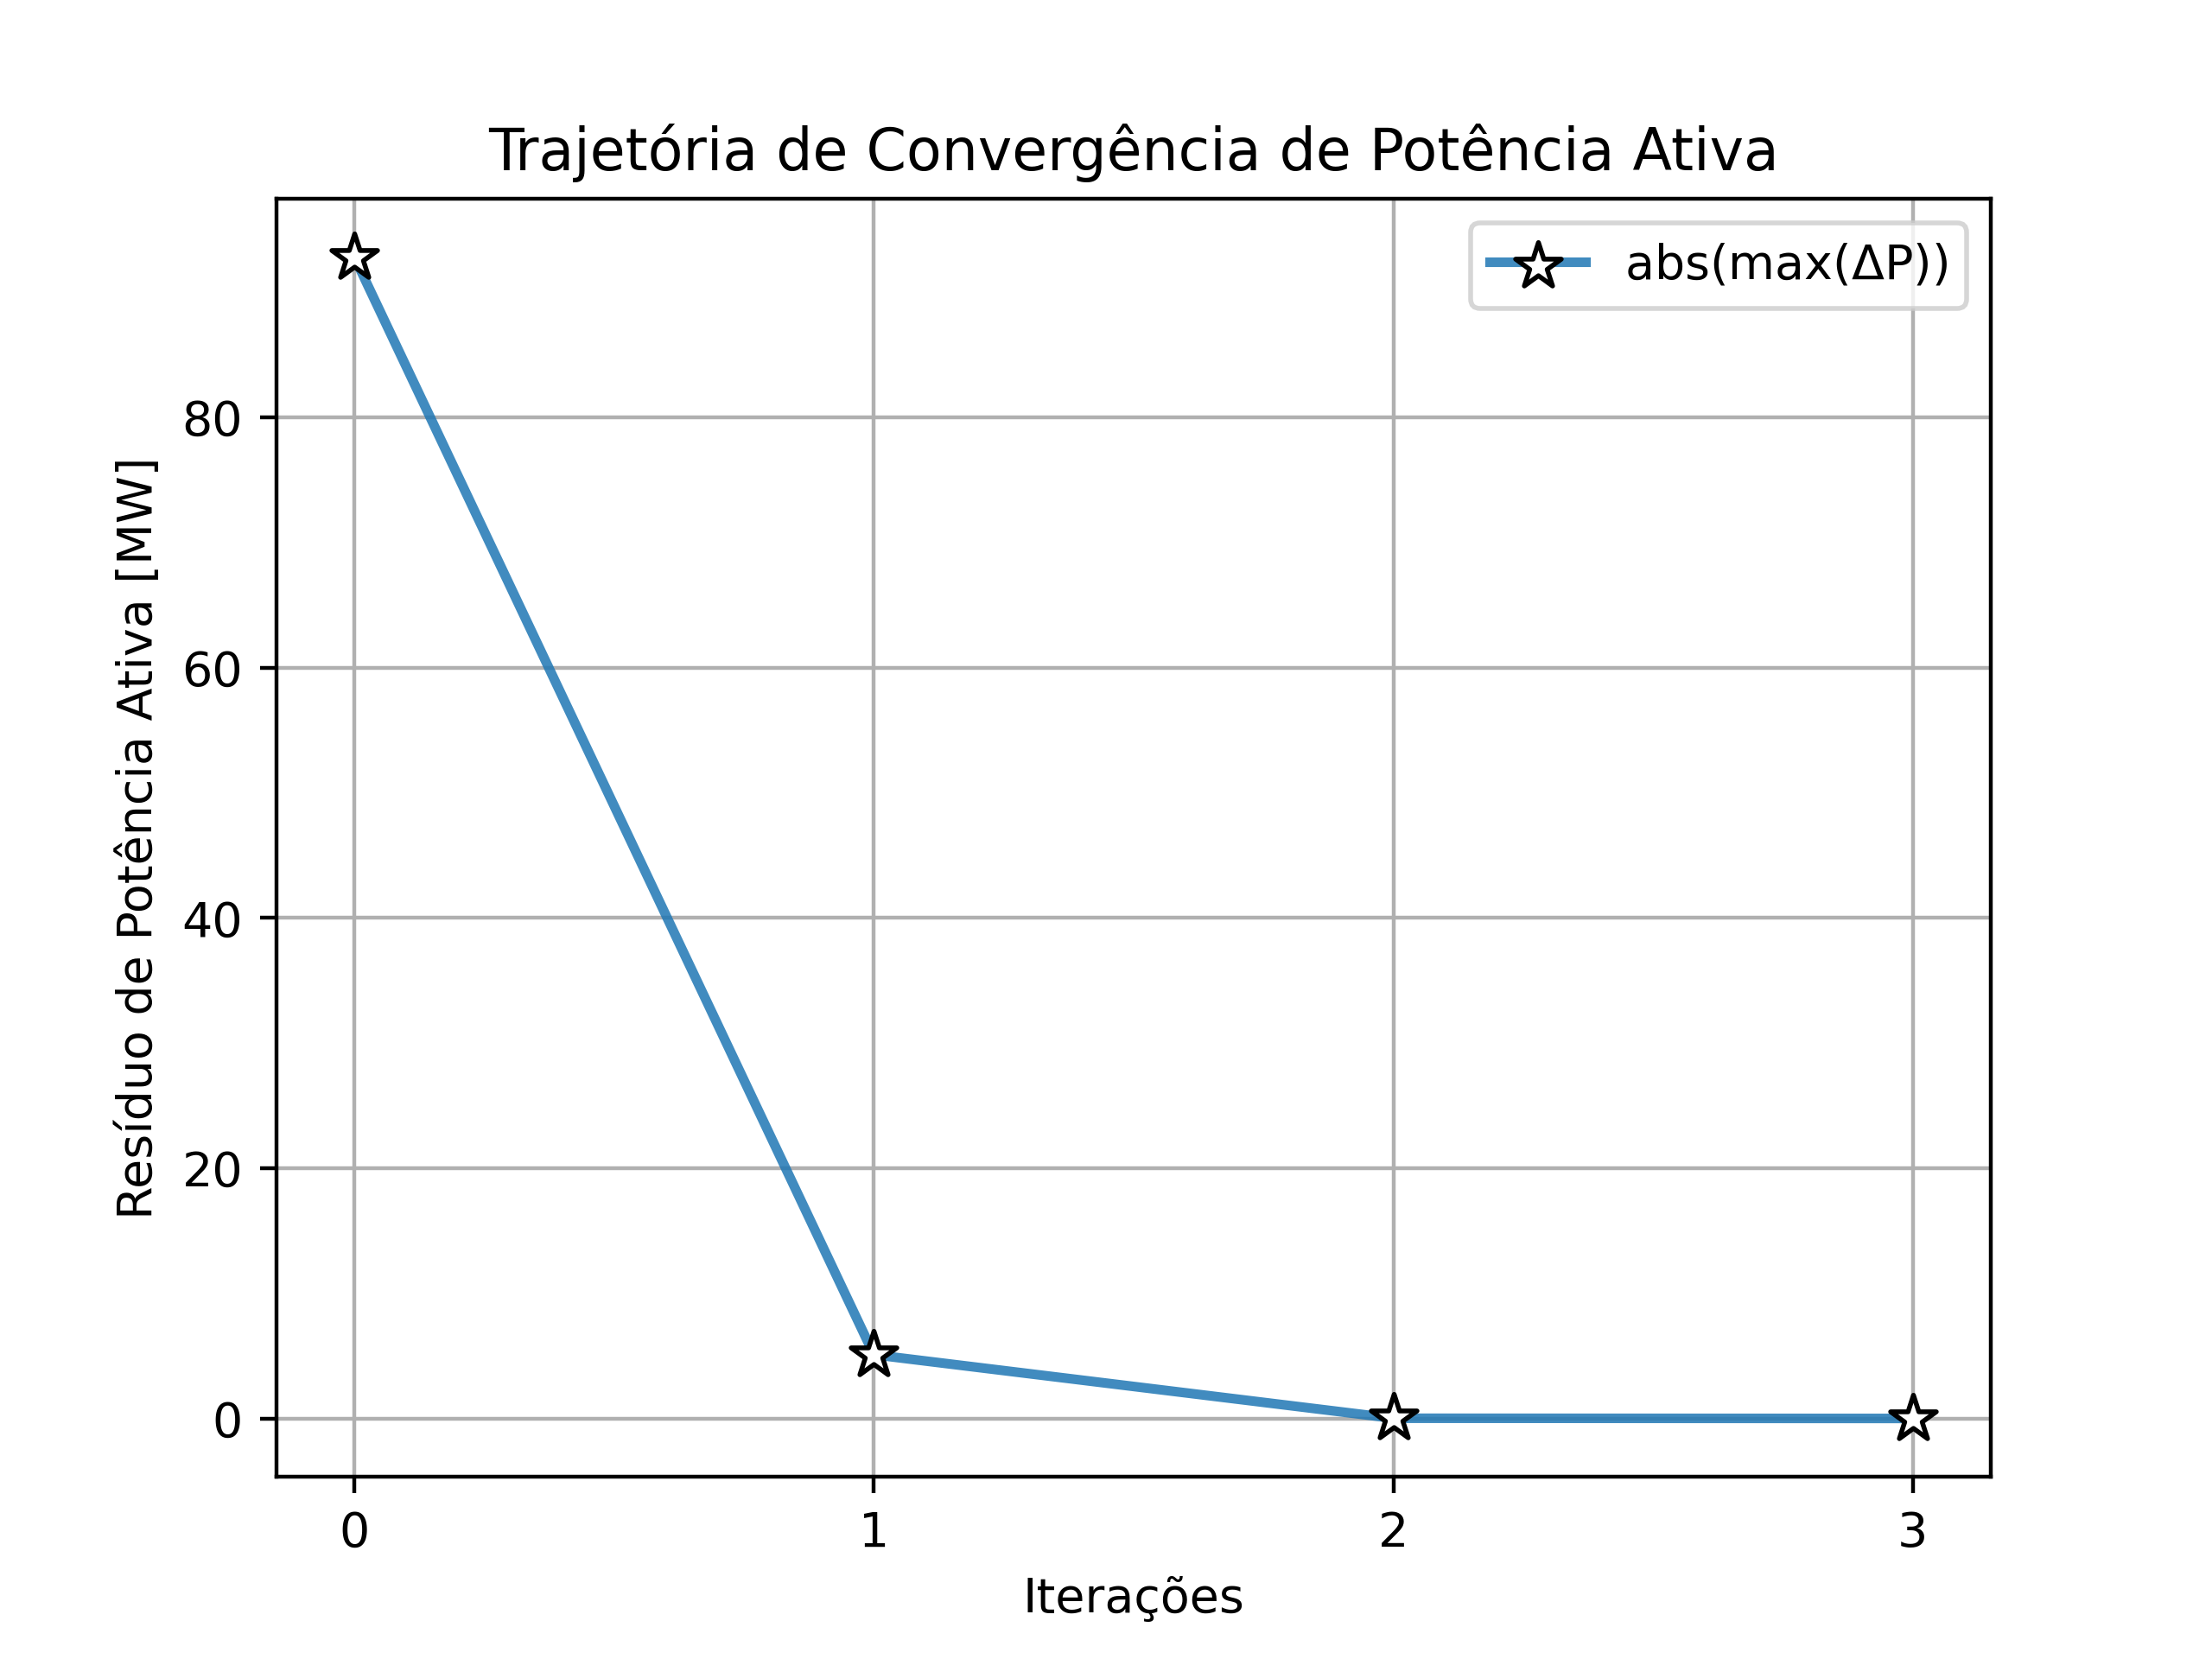 Trajetória de Convergência de Potência Ativa
abs(max(ΔP))
Resíduo de Potência Ativa [MW]
80
60
40
20
0
0 1 2 3
Iterações